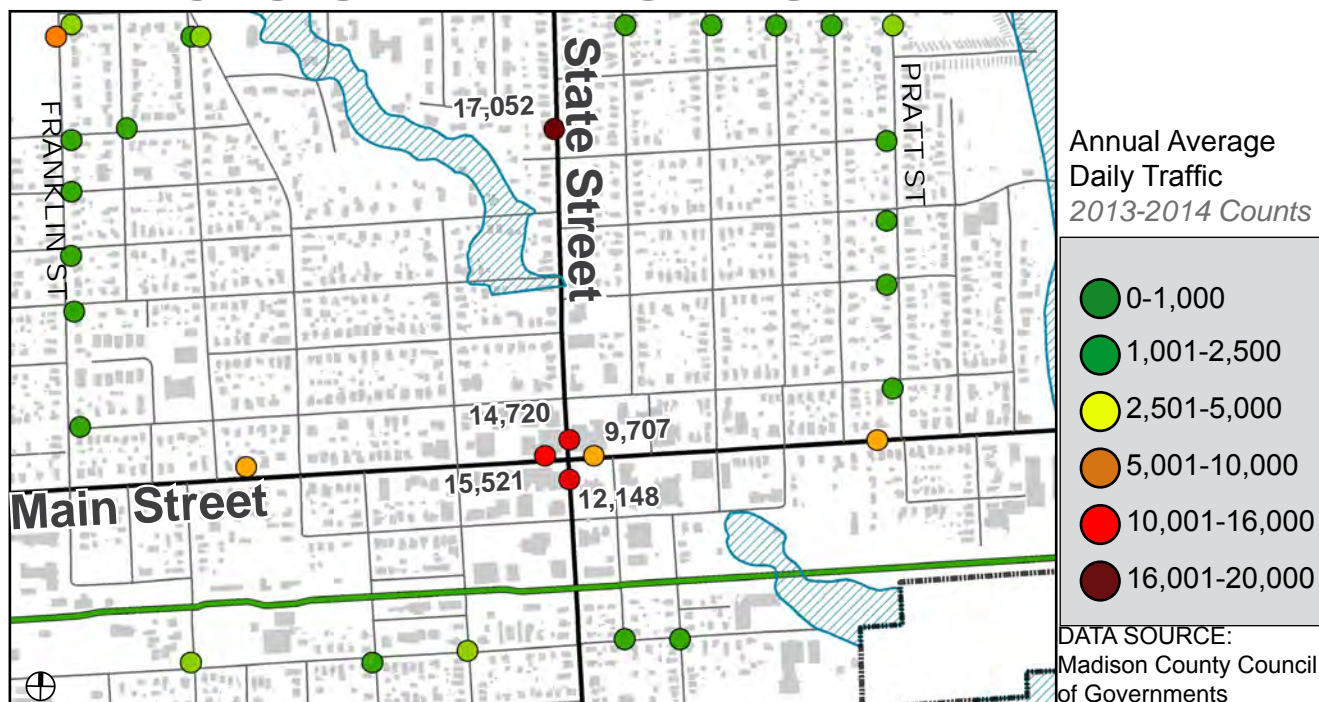 State Street
17,052
FRANKLIN ST
PRATT ST
14,720
9,707
15,521
12,148
Main Street
Annual Average
Daily Traffic
2013-2014 Counts
0-1,000
1,001-2,500
2,501-5,000
5,001-10,000
10,001-16,000
16,001-20,000
DATA SOURCE:
Madison County Council
of Governments